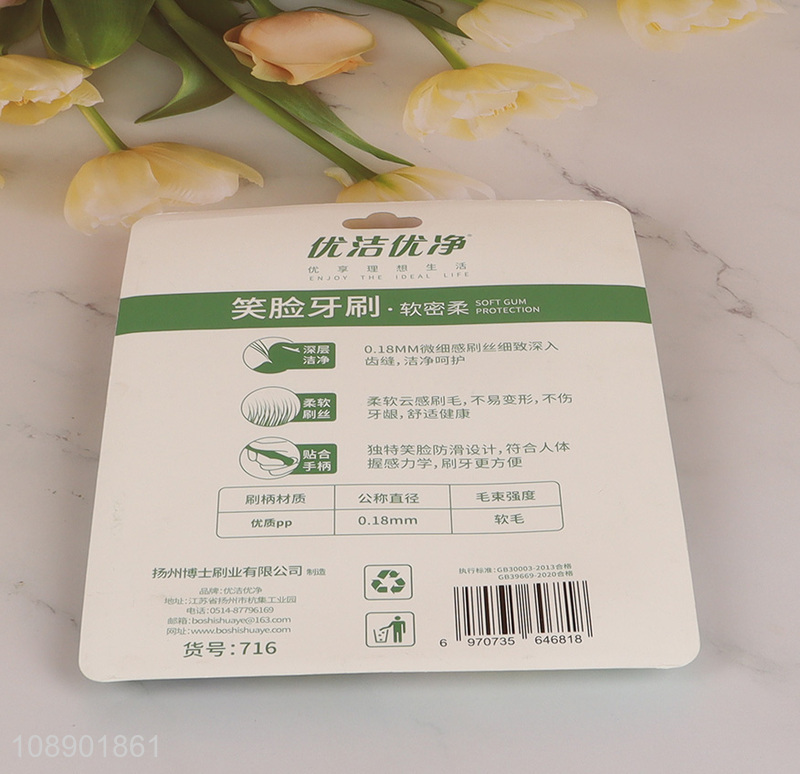 优洁优净™
优享理想生活
ENJOY THE IDEAL LIFE
笑脸牙刷·软密柔 SOFT GUM PROTECTION
深层洁净
0.18MM微细感刷丝细致深入
齿缝，洁净呵护
柔软刷丝
柔软云感刷毛，不易变形，不伤
牙龈，舒适健康
贴合手柄
独特笑脸防滑设计，符合人体
握感力学，刷牙更方便
刷柄材质 公称直径 毛束强度
优质pp 0.18mm 软毛
扬州博士刷业有限公司 制造
品牌：优洁优净
地址：江苏省扬州市杭集工业园
电话：0514-87796169
邮箱：boshishuaye@163.com
网址：www.boshishuaye.com
货号：716
执行标准：GB30003-2013合格
GB39669-2020合格
6 970735 646818
108901861